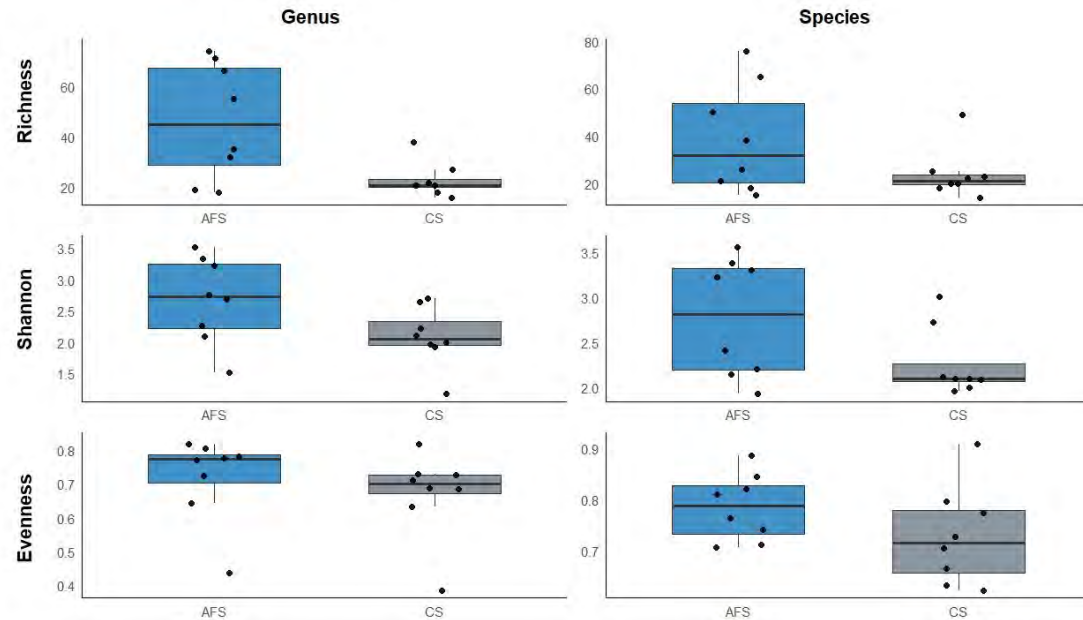 Genus
Species
Richness
60
40
20
AFS
CS
80
60
40
20
AFS
CS
Shannon
3.5
3.0
2.5
2.0
1.5
AFS
CS
3.5
3.0
2.5
2.0
AFS
CS
Evenness
0.8
0.7
0.6
0.5
0.4
AFS
CS
0.9
0.8
0.7
AFS
CS